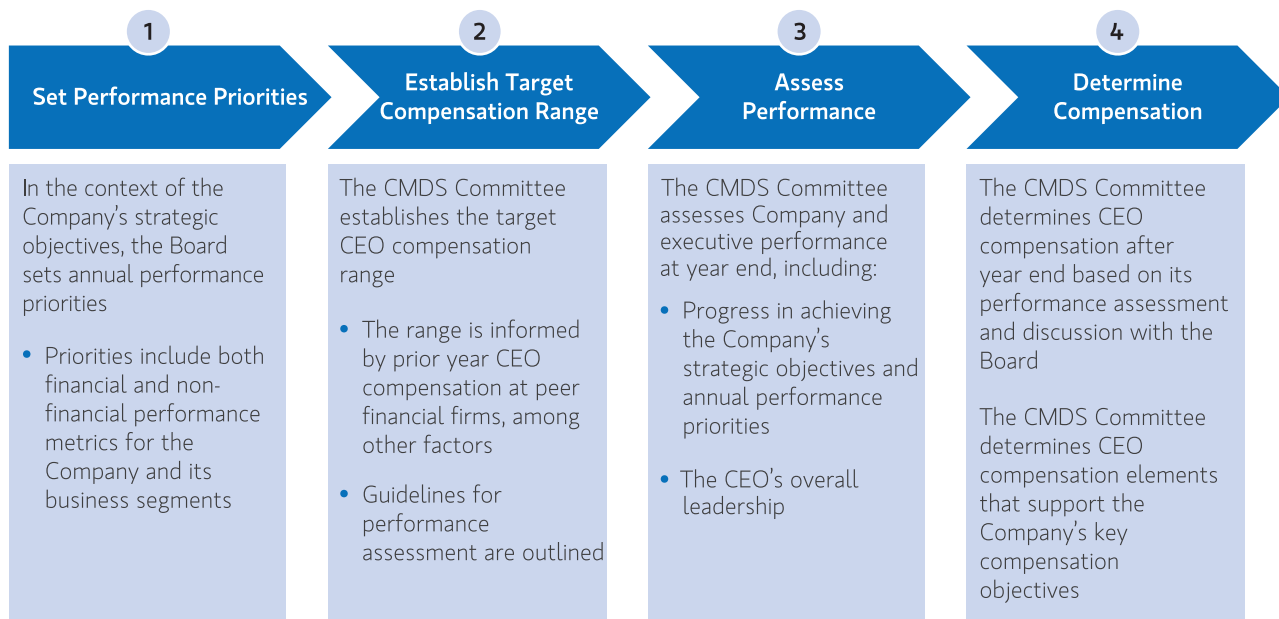 1
Set Performance Priorities
In the context of the
Company's strategic
objectives, the Board
sets annual performance
priorities
• Priorities include both
financial and non-
financial performance
metrics for the
Company and its
business segments
2
Establish Target
Compensation Range
The CMDS Committee
establishes the target
CEO compensation
range
• The range is informed
by prior year CEO
compensation at peer
financial firms, among
other factors
• Guidelines for
performance
assessment are outlined
3
Assess
Performance
The CMDS Committee
assesses Company and
executive performance
at year end, including:
• Progress in achieving
the Company's
strategic objectives and
annual performance
priorities
• The CEO's overall
leadership
4
Determine
Compensation
The CMDS Committee
determines CEO
compensation after
year end based on its
performance assessment
and discussion with the
Board
The CMDS Committee
determines CEO
compensation elements
that support the
Company's key
compensation
objectives